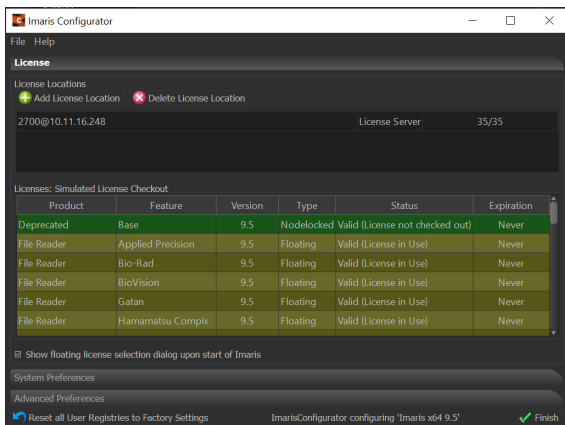 Imaris Configurator
File Help
License
License Locations
Add License Location Delete License Location
2700@10.11.16.248 License Server 35/35
Licenses: Simulated License Checkout
Product Feature Version Type Status Expiration
Deprecated Base 9.5 Nodelocked Valid (License not checked out) Never
File Reader Applied Precision 9.5 Floating Valid (License in Use) Never
File Reader Bio-Rad 9.5 Floating Valid (License in Use) Never
File Reader BioVision 9.5 Floating Valid (License in Use) Never
File Reader Gatan 9.5 Floating Valid (License in Use) Never
File Reader Hamamatsu Compix 9.5 Floating Valid (License in Use) Never
Show floating license selection dialog upon start of Imaris
System Preferences
Advanced Preferences
Reset all User Registries to Factory Settings ImarisConfigurator configuring 'Imaris x64 9.5' Finish